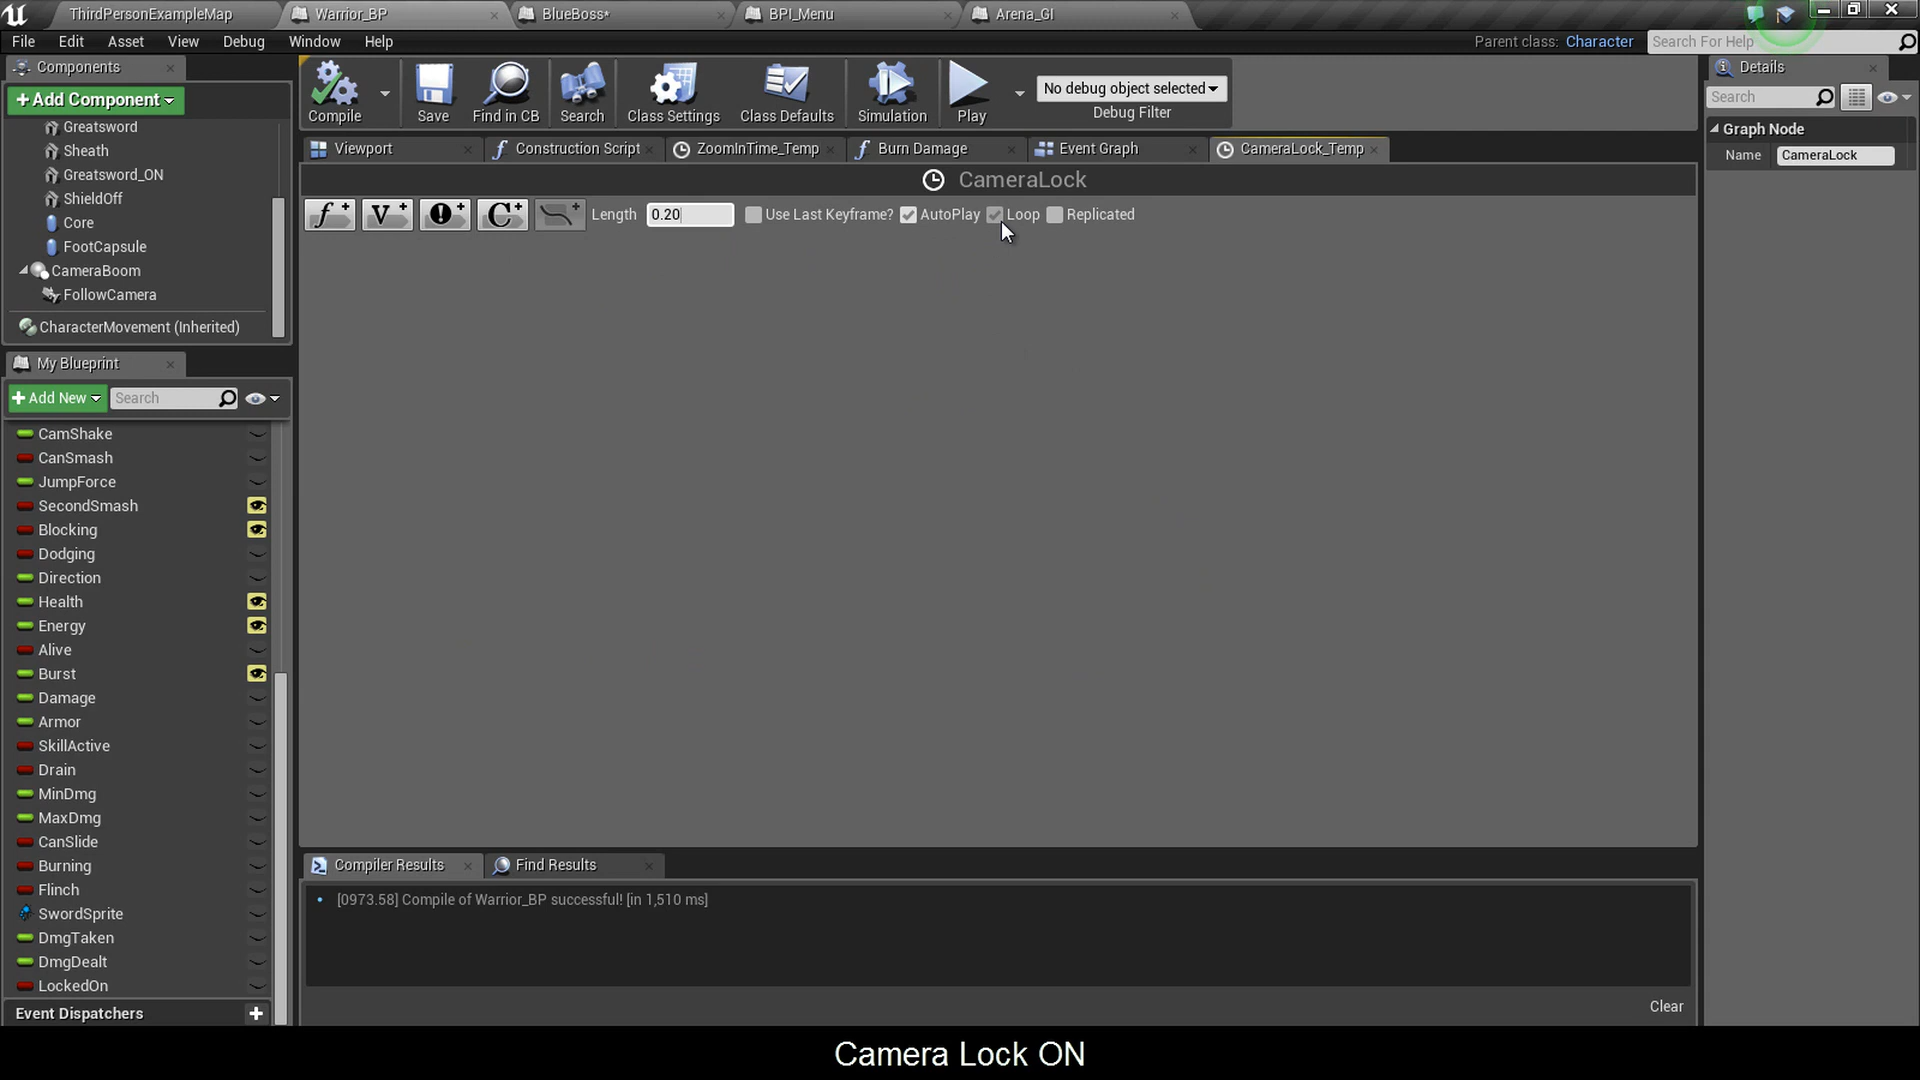 ThirdPersonExampleMap
Warrior_BP
BlueBoss*
BPI_Menu
Arena_GI
File Edit Asset View Debug Window Help
Parent class: Character
Search For Help
Components
+Add Component
Greatsword
Sheath
Greatsword_ON
ShieldOff
Core
FootCapsule
CameraBoom
FollowCamera
CharacterMovement (Inherited)
My Blueprint
+Add New
Search
CamShake
CanSmash
JumpForce
SecondSmash
Blocking
Dodging
Direction
Health
Energy
Alive
Burst
Damage
Armor
SkillActive
Drain
MinDmg
MaxDmg
CanSlide
Burning
Flinch
SwordSprite
DmgTaken
DmgDealt
LockedOn
Event Dispatchers
Compile
Save
Find in CB
Search
Class Settings
Class Defaults
Simulation
Play
No debug object selected
Debug Filter
Viewport
Construction Script
ZoomInTime_Temp
Burn Damage
Event Graph
CameraLock_Temp
CameraLock
Length 0.20 Use Last Keyframe? AutoPlay Loop Replicated
Compiler Results
Find Results
[0973.58] Compile of Warrior_BP successful! [in 1,510 ms]
Clear
Details
Search
Graph Node
Name CameraLock
Camera Lock ON